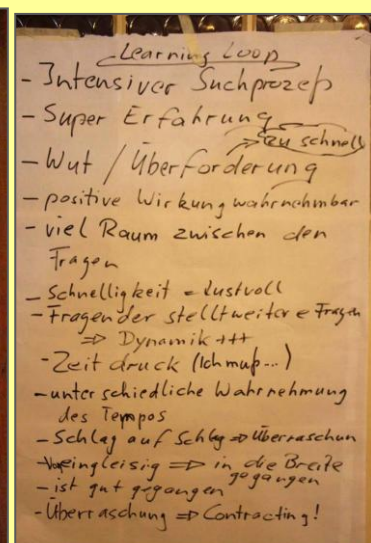 Learning Loop
- Intensiver Suchprozeß
- Super Erfahrung
zu schnell
- Wut / Überforderung
- positive Wirkung wahrnehmbar
- viel Raum zwischen den
Fragen
- Schnelligkeit = lustvoll
- Fragender stellt weitere Fragen
=> Dynamik +++
- Zeitdruck (Ich muß...)
- unterschiedliche Wahrnehmung
des Tempos
- Schlag auf Schlag => Überraschun
eingleisig => in die Breite
gegangen
- ist gut gegangen
- Überraschung => Contracting!